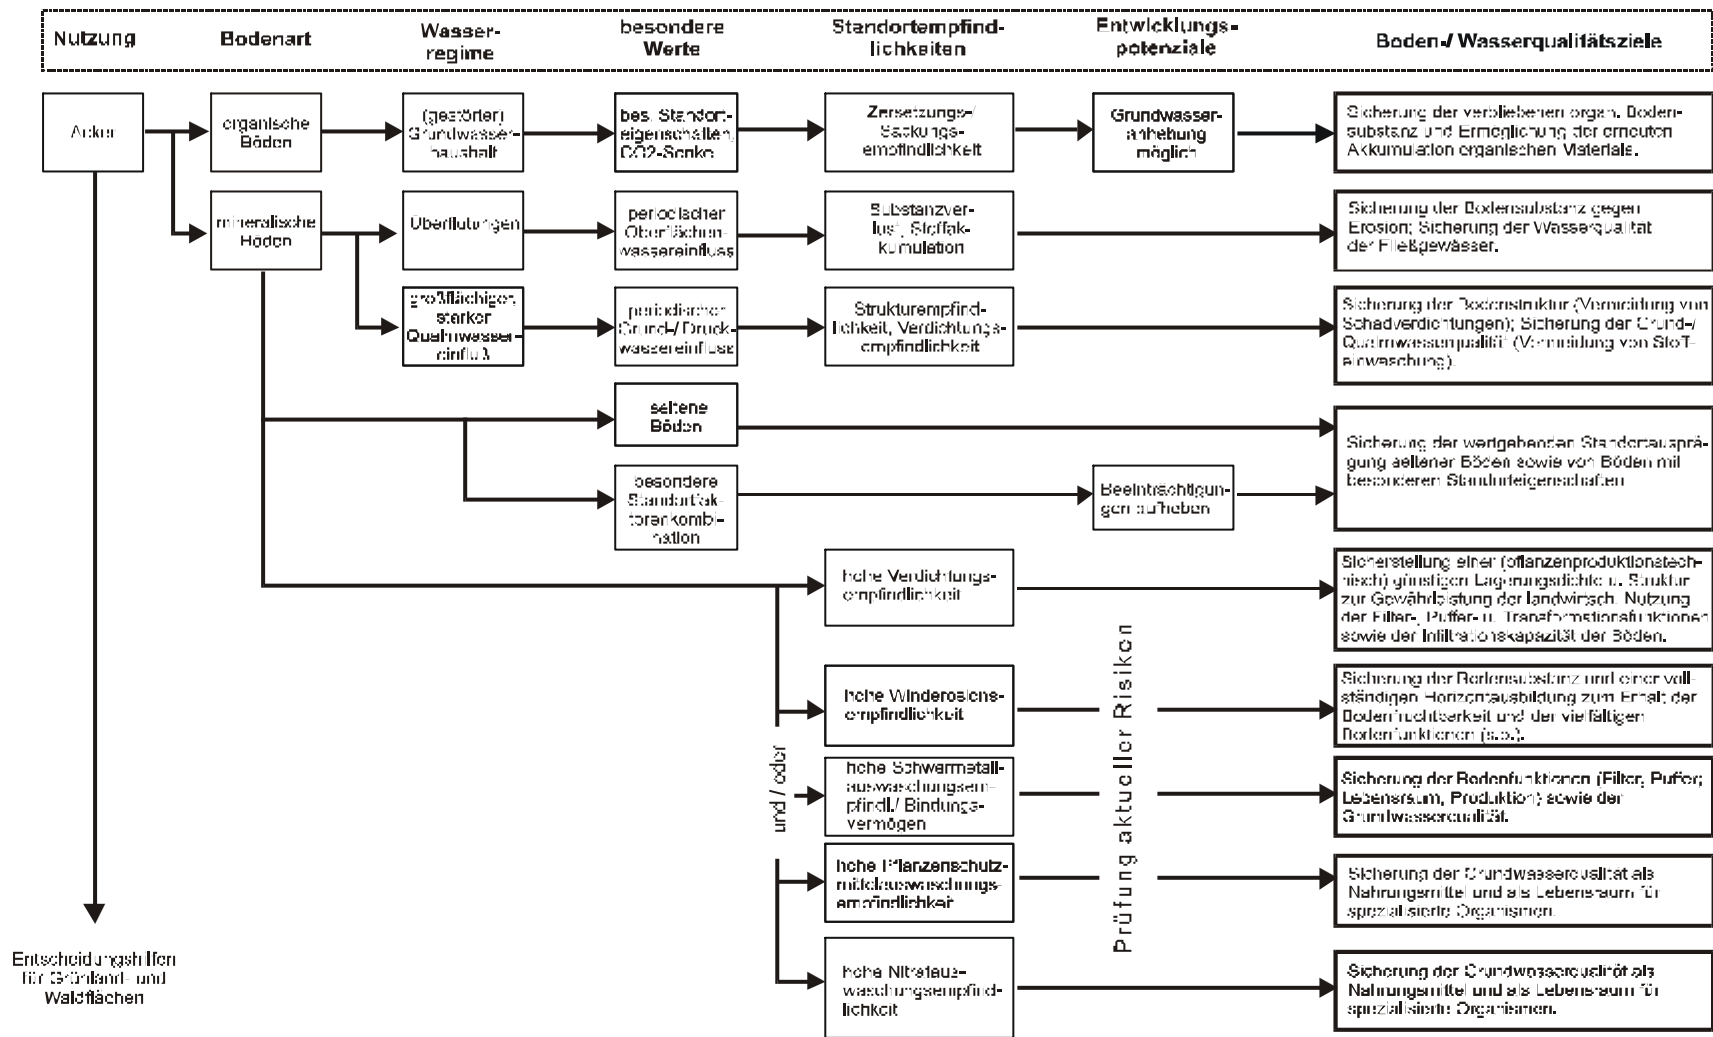 Nutzung
Bodenart
Wasser-
regime
besondere
Werte
Standortempfind-
lichkeiten
Entwicklungs-
potenziale
Boden-/ Wasserqualitätsziele
Acker
organische
Böden
(gestörter)
Grundwasser-
haushalt
bes. Standort-
eigenschaften,
CO2-Senke
Zersetzungs-/
Sackungs-
empfindlichkeit
Grundwasser-
anhebung
möglich
Sicherung der verbliebenen organ. Boden-
substanz und Ermöglichung der erneuten
Akkumulation organischen Materials.
mineralische
Böden
Überflutungen
periodischer
Oberflächen-
wassereinfluss
Substanzver-
lust, Stoffak-
kumulation
Sicherung der Bodensubstanz gegen
Erosion; Sicherung der Wasserqualität
der Fließgewässer.
großflächiger,
starker
Qualmwasser-
einfluß
periodischer
Grund-/ Druck-
wassereinfluss
Strukturempfind-
lichkeit, Verdichtungs-
empfindlichkeit
Sicherung der Bodenstruktur (Vermeidung von
Schadverdichtungen); Sicherung der Grund-/
Qualmwasserqualität (Vermeidung von Stoff-
einwaschung).
seltene
Böden
Sicherung der wertgebenden Standortausprä-
gung seltener Böden sowie von Böden mit
besonderen Standorteigenschaften
besondere
Standortfak-
torenkombi-
nation
Beeinträchtigun-
gen aufheben
hohe Verdichtungs-
empfindlichkeit
Sicherstellung einer (pflanzenproduktionstech-
nisch) günstigen Lagerungsdichte u. Struktur
zur Gewährleistung der landwirtsch. Nutzung
der Filter-, Puffer- u. Transformationsfunktionen
sowie der Infiltrationskapazität der Böden.
hohe Winderosions-
empfindlichkeit
Sicherung der Bodensubstanz und einer voll-
ständigen Horizontausbildung zum Erhalt der
Bodenfruchtbarkeit und der vielfältigen
Bodenfunktionen (s.o.).
und / oder
hohe Schwermetall-
auswaschungsem-
pfindl./ Bindungs-
vermögen
Prüfung aktueller Risiken
Sicherung der Bodenfunktionen (Filter, Puffer,
Lebensraum, Produktion) sowie der
Grundwasserqualität.
hohe Pflanzenschutz-
mittelauswaschungs-
empfindlichkeit
Sicherung der Grundwasserqualität als
Nahrungsmittel und als Lebensraum für
spezialisierte Organismen.
Entscheidungshilfen
für Grünland- und
Waldflächen
hohe Nitrataus-
waschungsempfind-
lichkeit
Sicherung der Grundwasserqualität als
Nahrungsmittel und als Lebensraum für
spezialisierte Organismen.